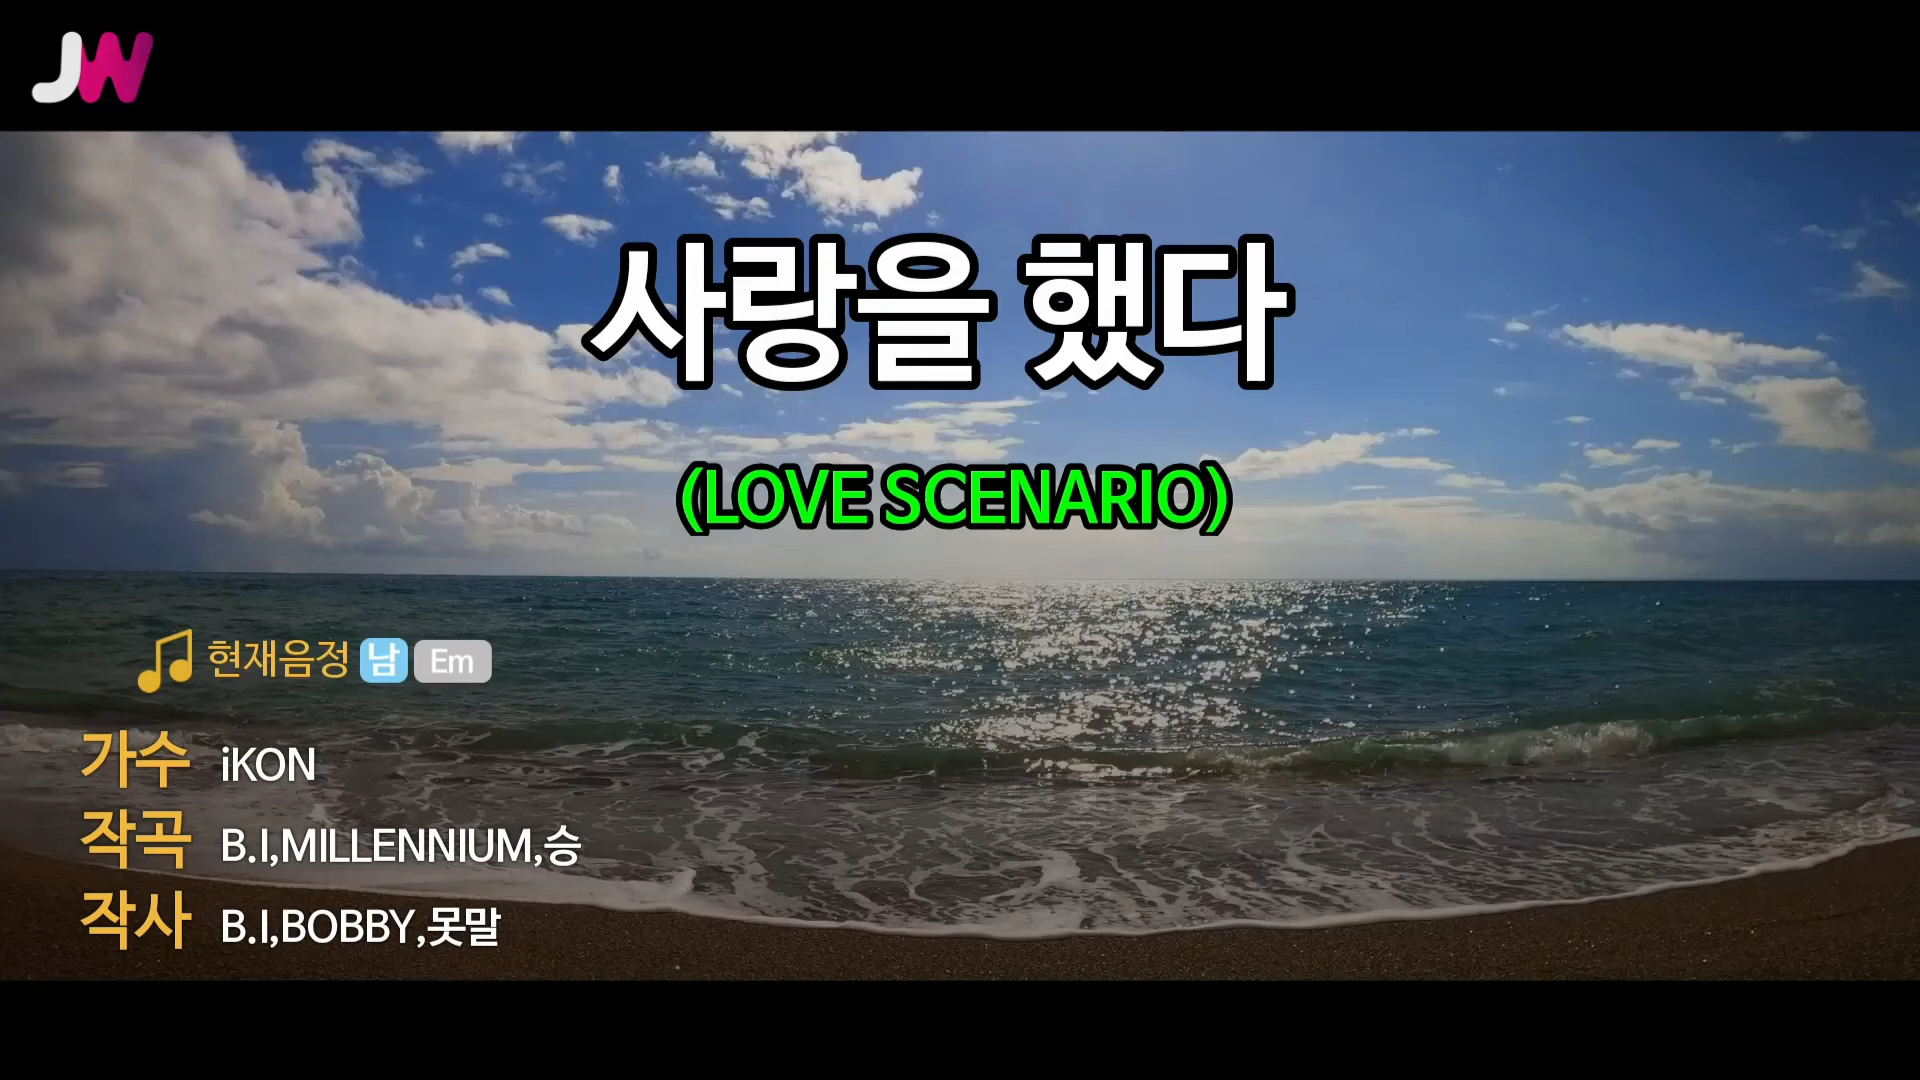 JW
사랑을 했다
(LOVE SCENARIO)
현재음정 남 Em
가수 iKON
작곡 B.I,MILLENNIUM,승
작사 B.I,BOBBY,못말